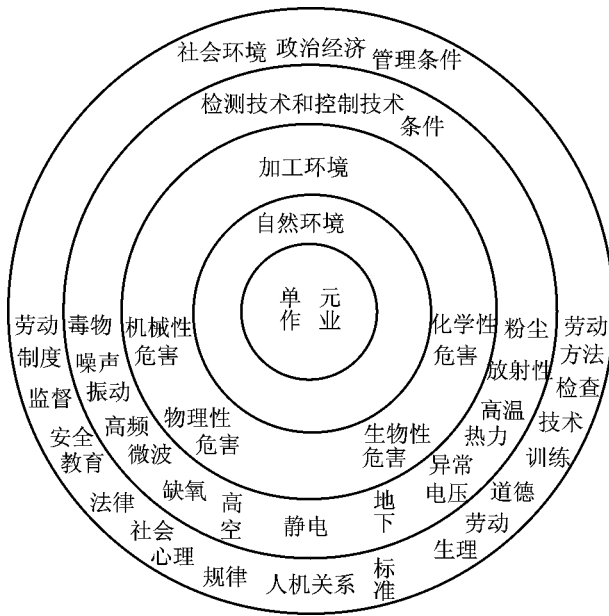 社会环境 政治经济 管理条件
检测技术和控制技术
条件
加工环境
自然环境
单 元
作 业
劳动
制度
监督
安全
教育
法律
社会
心理
规律
人机关系
标准
生理
劳动
道德
训练
技术
检查
方法
劳动
毒物
噪声
振动
高频
微波
缺氧
高空
静电
地下
异常
电压
高温
热力
放射性
粉尘
机械性
危害
物理性
危害
生物性
危害
化学性
危害